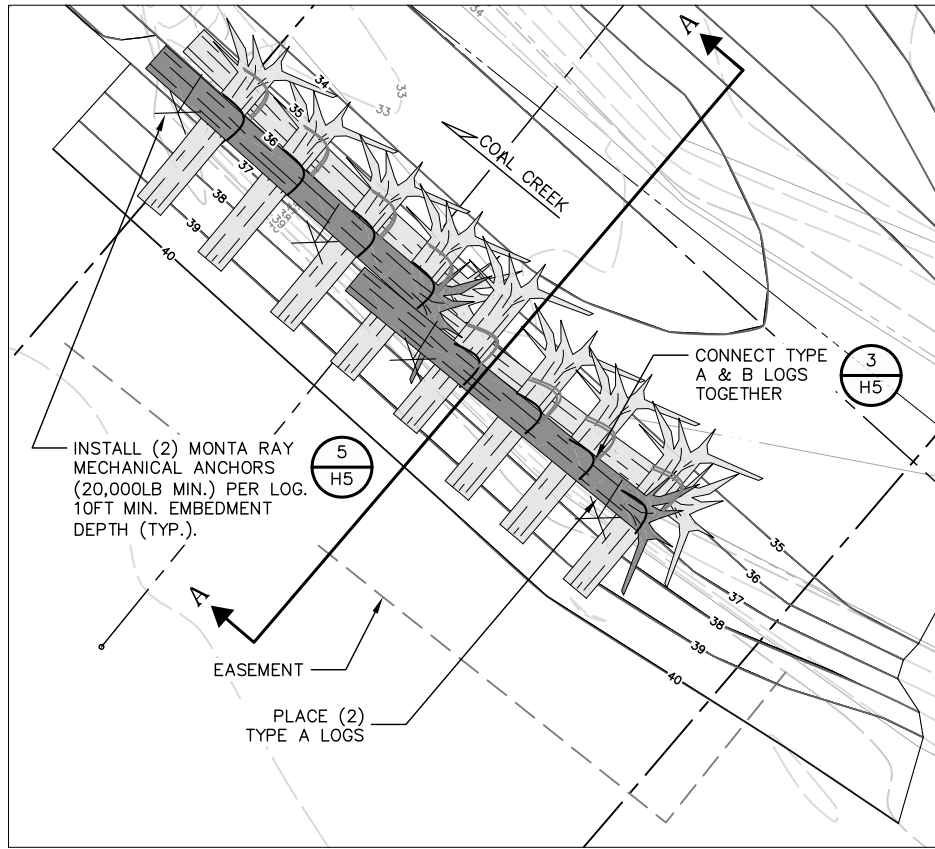 A
34
33
34
33
35
36
37
38
39
40
COAL CREEK
CONNECT TYPE
A & B LOGS
TOGETHER
3
H5
INSTALL (2) MONTA RAY
MECHANICAL ANCHORS
(20,000LB MIN.) PER LOG.
10FT MIN. EMBEDMENT
DEPTH (TYP.).
5
H5
35
36
37
38
39
40
A
EASEMENT
PLACE (2)
TYPE A LOGS